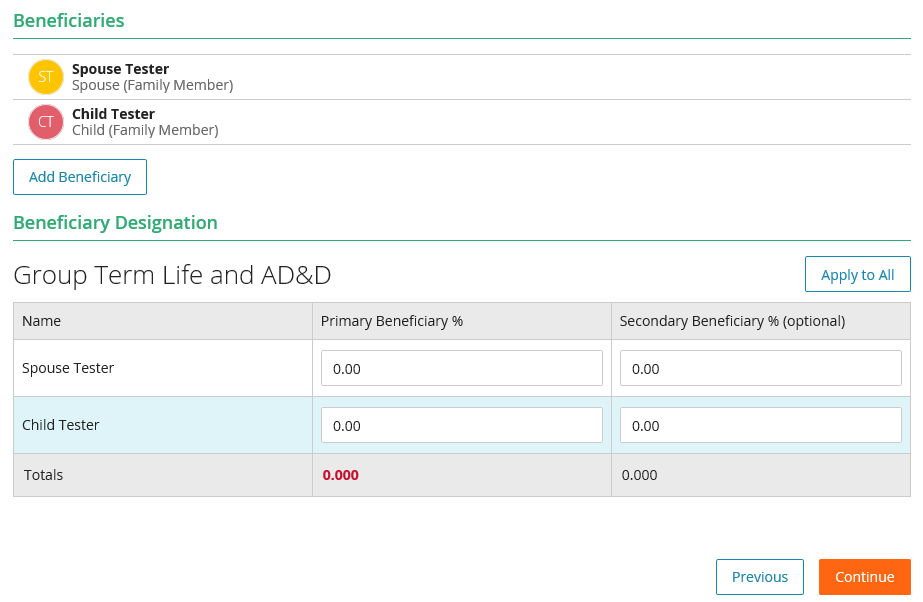 Beneficiaries
ST
Spouse Tester
Spouse (Family Member)
CT
Child Tester
Child (Family Member)
Add Beneficiary
Beneficiary Designation
Group Term Life and AD&D
Apply to All
Name Primary Beneficiary % Secondary Beneficiary % (optional)
Spouse Tester 0.00 0.00
Child Tester 0.00 0.00
Totals 0.000 0.000
Previous Continue